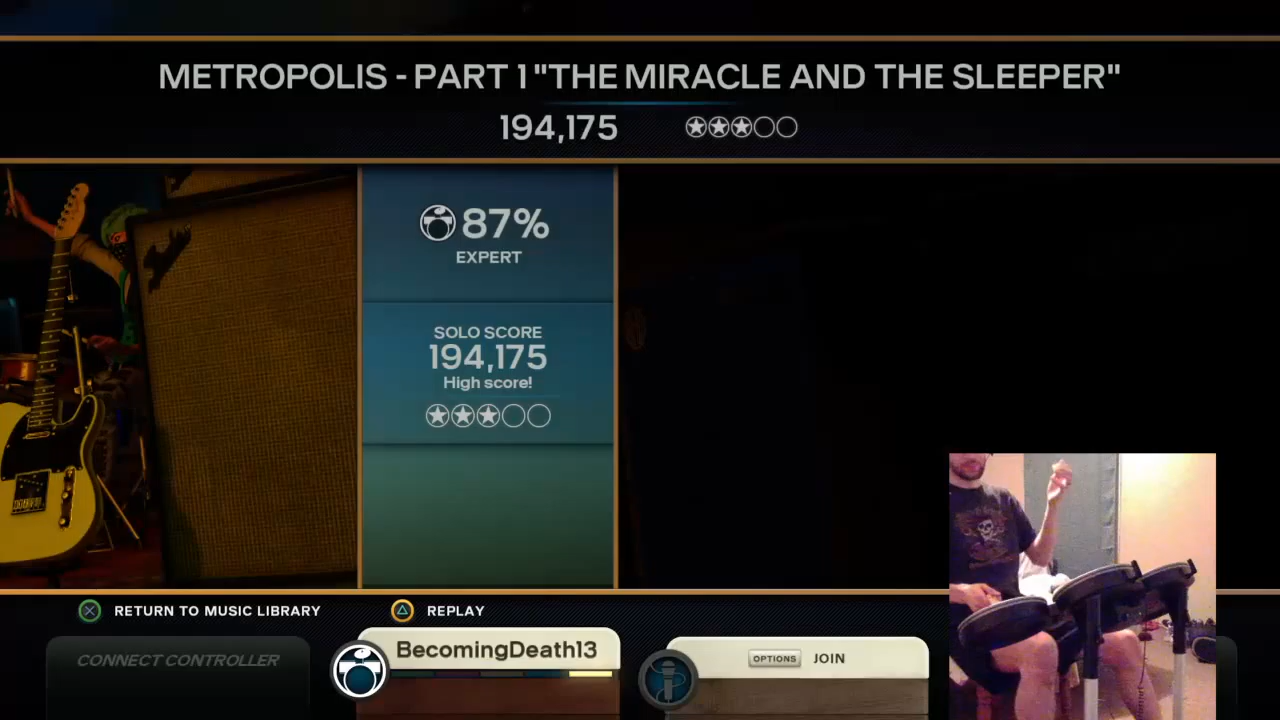 METROPOLIS - PART 1 "THE MIRACLE AND THE SLEEPER"
194,175
87%
EXPERT
SOLO SCORE
194,175
High score!
RETURN TO MUSIC LIBRARY
REPLAY
CONNECT CONTROLLER
BecomingDeath13
OPTIONS JOIN